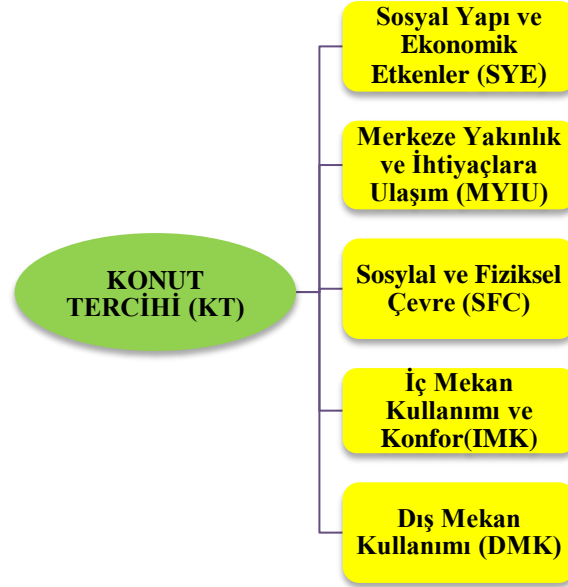 Sosyal Yapı ve
Ekonomik
Etkenler (SYE)
Merkeze Yakınlık
ve İhtiyaçlara
Ulaşım (MYIU)
KONUT
TERCİHİ (KT)
Sosylal ve Fiziksel
Çevre (SFC)
İç Mekan
Kullanımı ve
Konfor(IMK)
Dış Mekan
Kullanımı (DMK)